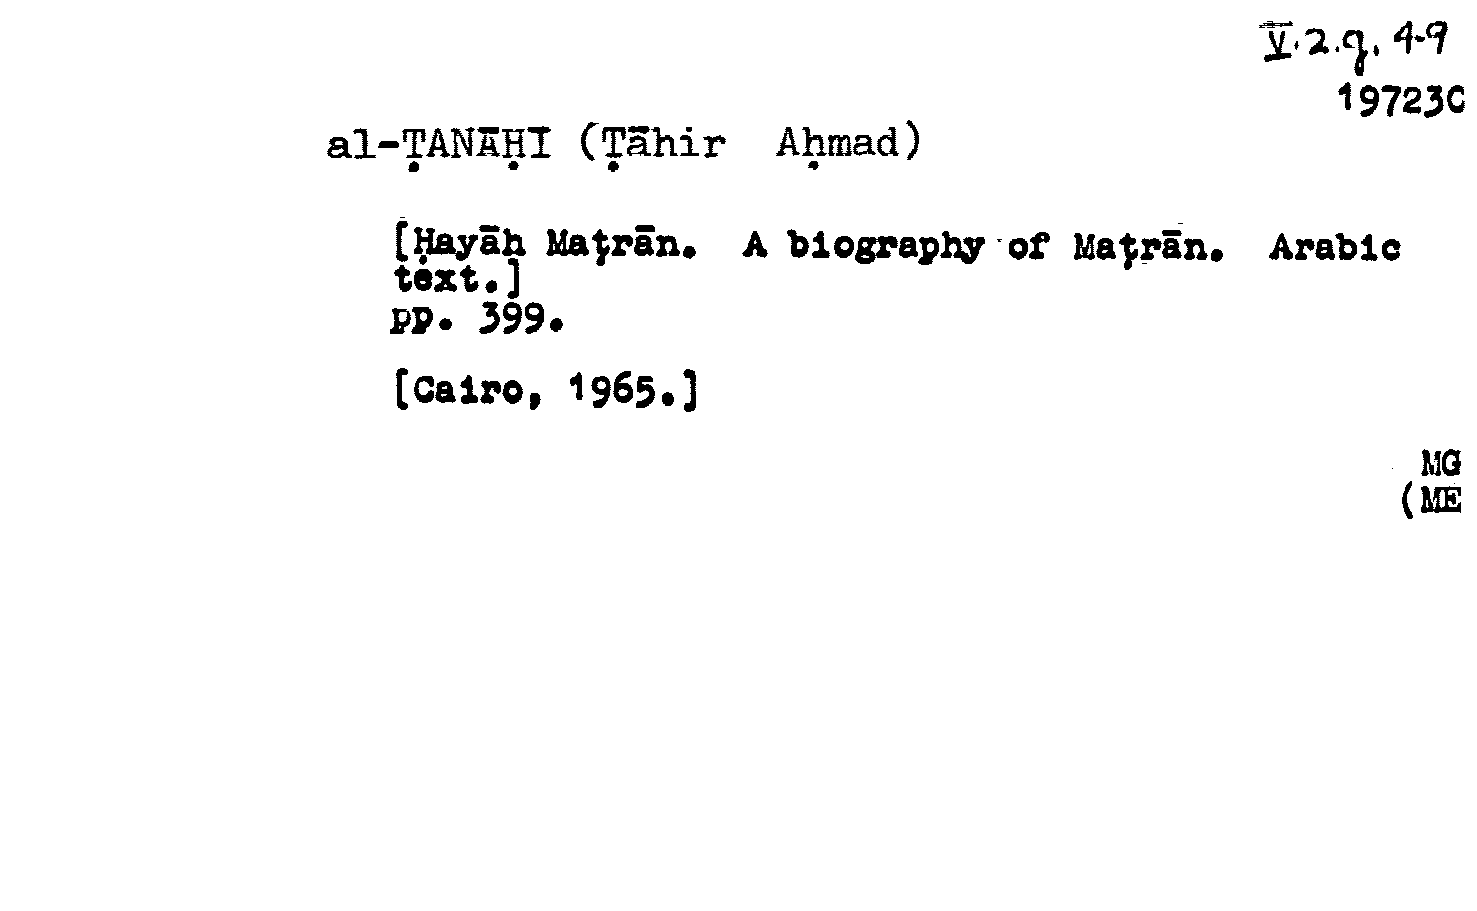 V.2.g. 4-9
19723C
al-ṬANĀḤĪ (Ṭāhir Aḥmad)
[Ḥayāh Maṭrān. A biography of Maṭrān. Arabic
text.]
pp. 399.
[Cairo, 1965.]
MG
(ME